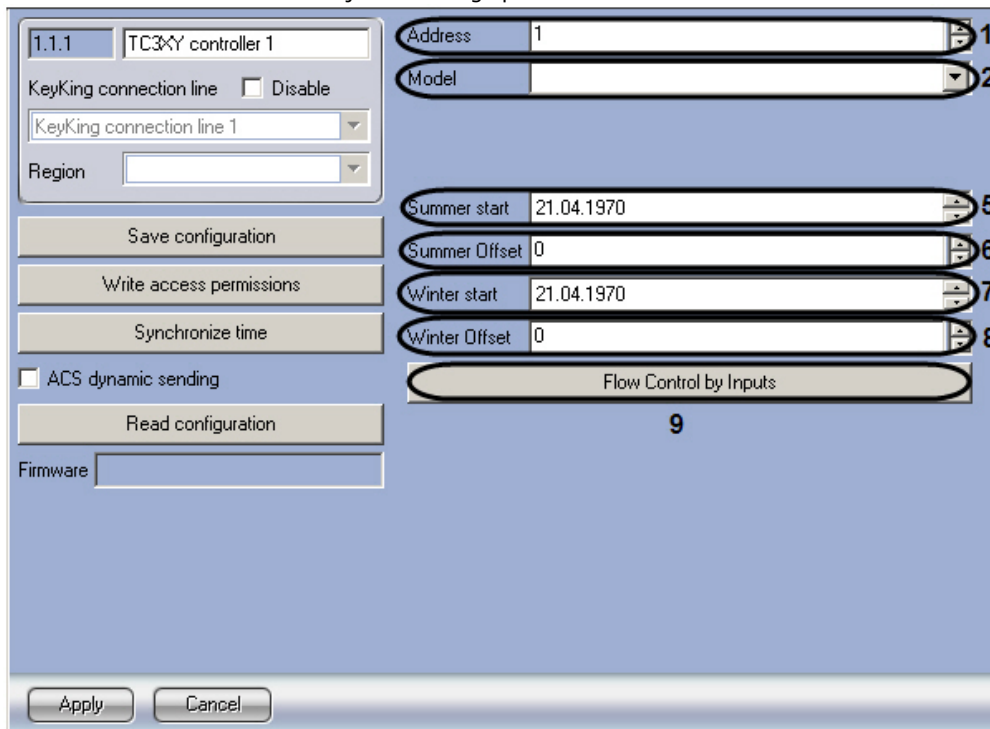 1.1.1 TC3XY controller 1
KeyKing connection line Disable
KeyKing connection line 1
Region
Save configuration
Write access permissions
Synchronize time
ACS dynamic sending
Read configuration
Firmware
Address 1 1
Model 2
Summer start 21.04.1970 5
Summer Offset 0 6
Winter start 21.04.1970 7
Winter Offset 0 8
Flow Control by Inputs
9
Apply Cancel